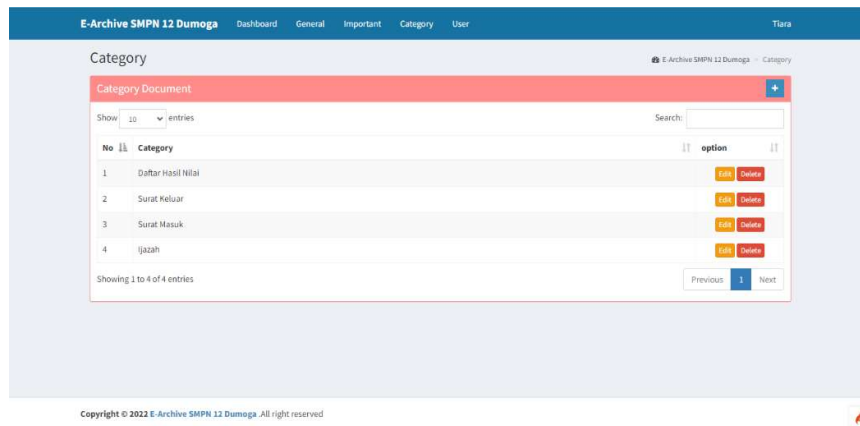 E-Archive SMPN 12 Dumoga Dashboard General Important Category User Tiara
Category E-Archive SMPN 12 Dumoga Category
Category Document +
Show 10 entries Search:
No Category option
1 Daftar Hasil Nilai Edit Delete
2 Surat Keluar Edit Delete
3 Surat Masuk Edit Delete
4 Ijazah Edit Delete
Showing 1 to 4 of 4 entries Previous 1 Next
Copyright © 2022 E-Archive SMPN 12 Dumoga .All right reserved